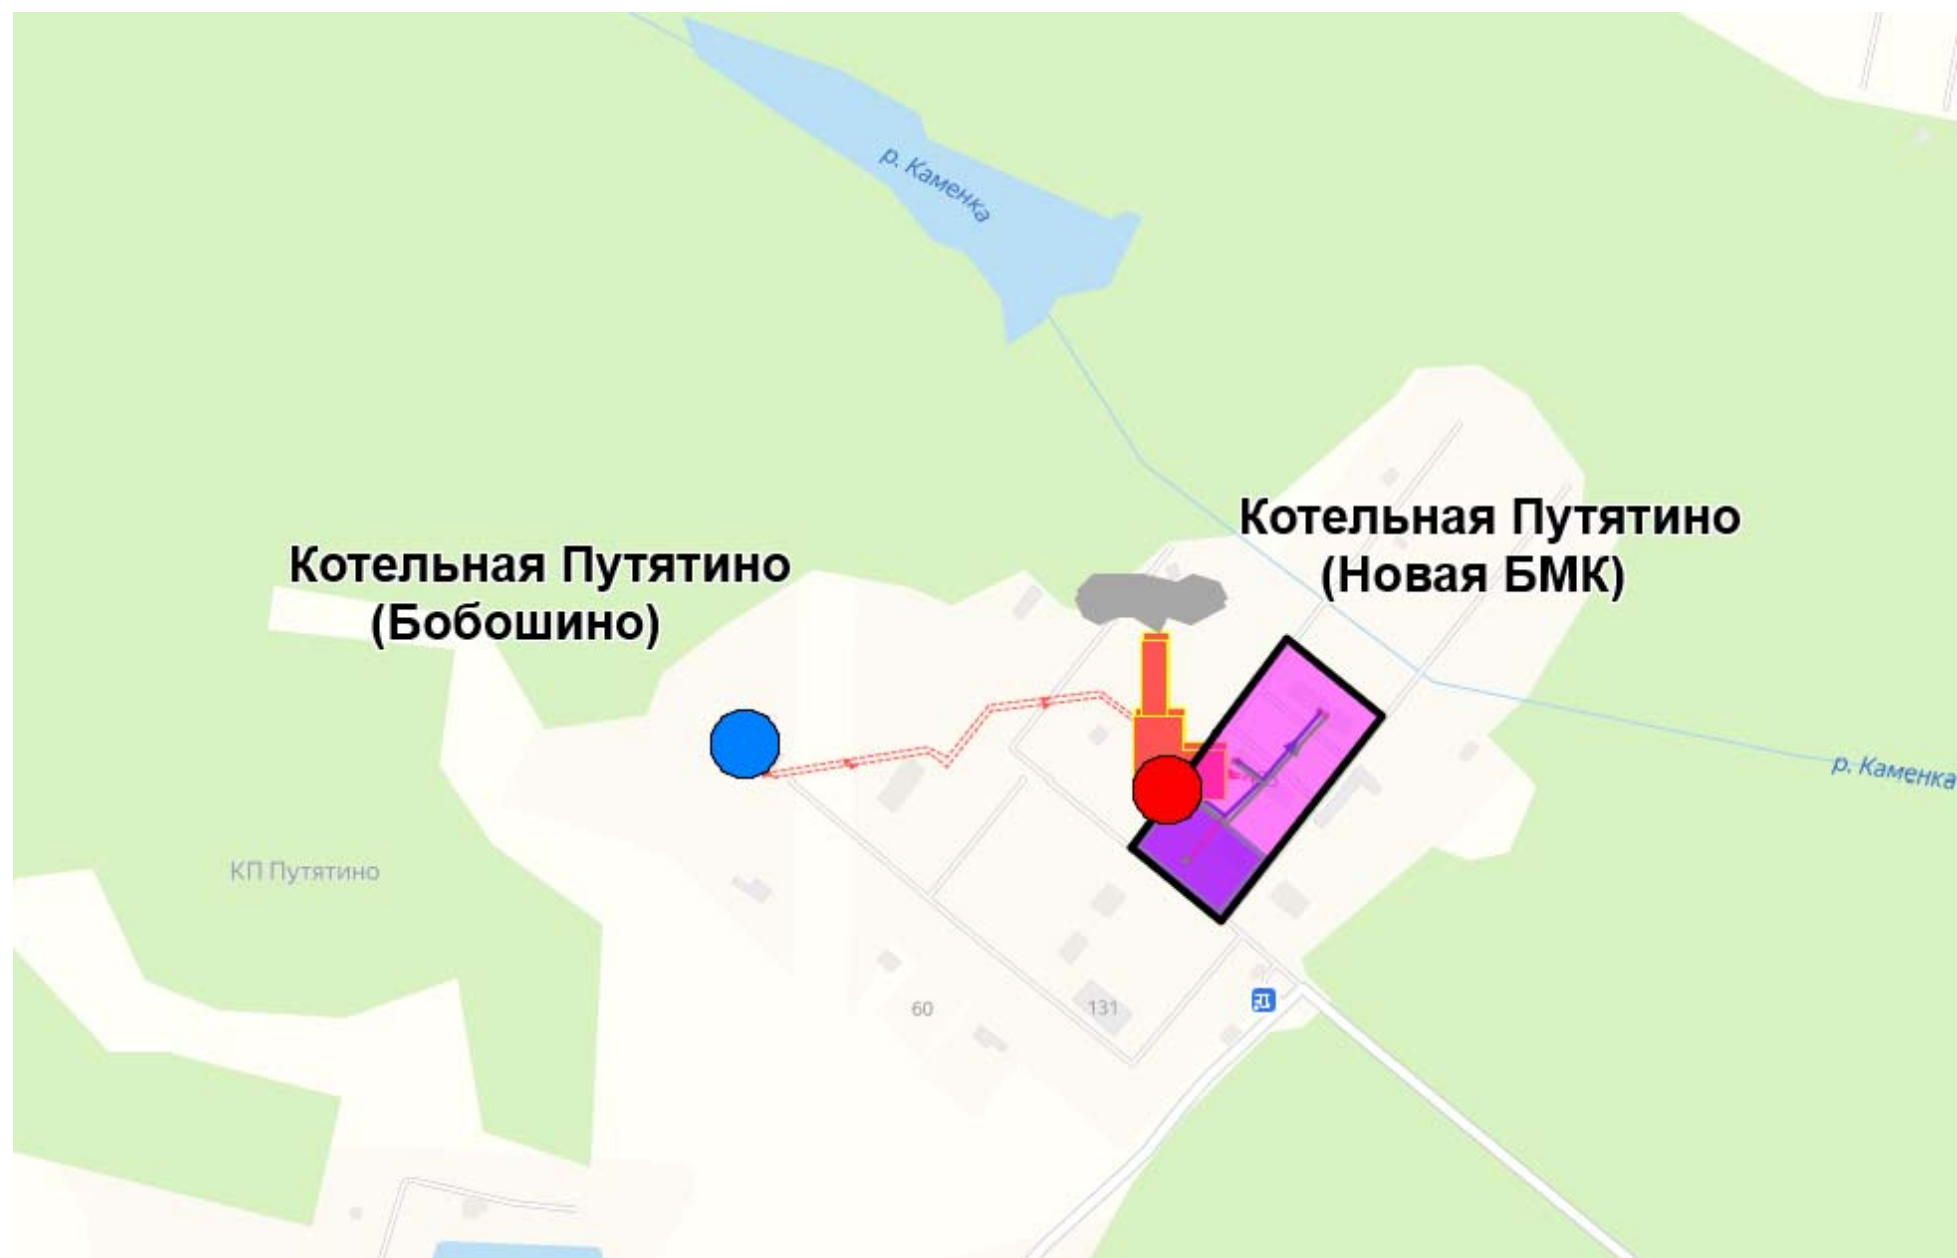 р. Каменка
Котельная Путятино
(Новая БМК)
Котельная Путятино
(Бобошино)
р. Каменка
КП Путятино
60
131